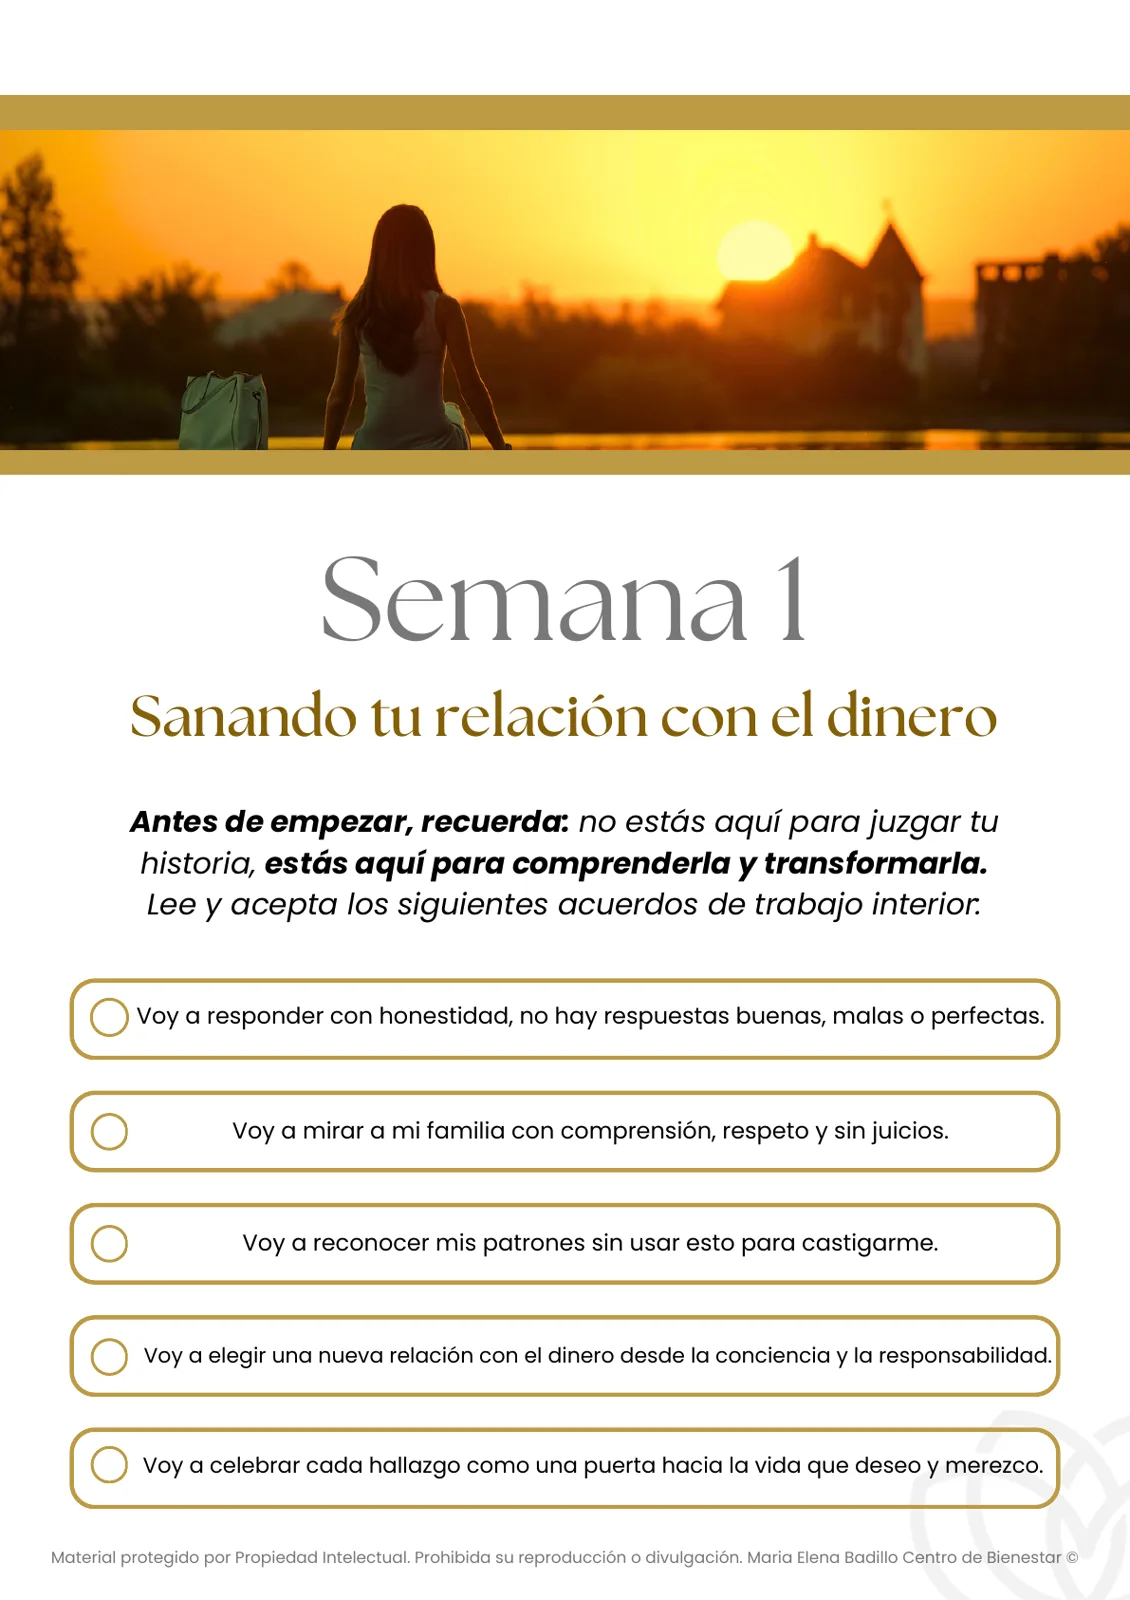 Semana 1
Sanando tu relación con el dinero
Antes de empezar, recuerda: no estás aquí para juzgar tu
historia, estás aquí para comprenderla y transformarla.
Lee y acepta los siguientes acuerdos de trabajo interior:
Voy a responder con honestidad, no hay respuestas buenas, malas o perfectas.
Voy a mirar a mi familia con comprensión, respeto y sin juicios.
Voy a reconocer mis patrones sin usar esto para castigarme.
Voy a elegir una nueva relación con el dinero desde la conciencia y la responsabilidad.
Voy a celebrar cada hallazgo como una puerta hacia la vida que deseo y merezco.
Material protegido por Propiedad Intelectual. Prohibida su reproducción o divulgación. Maria Elena Badillo Centro de Bienestar ©